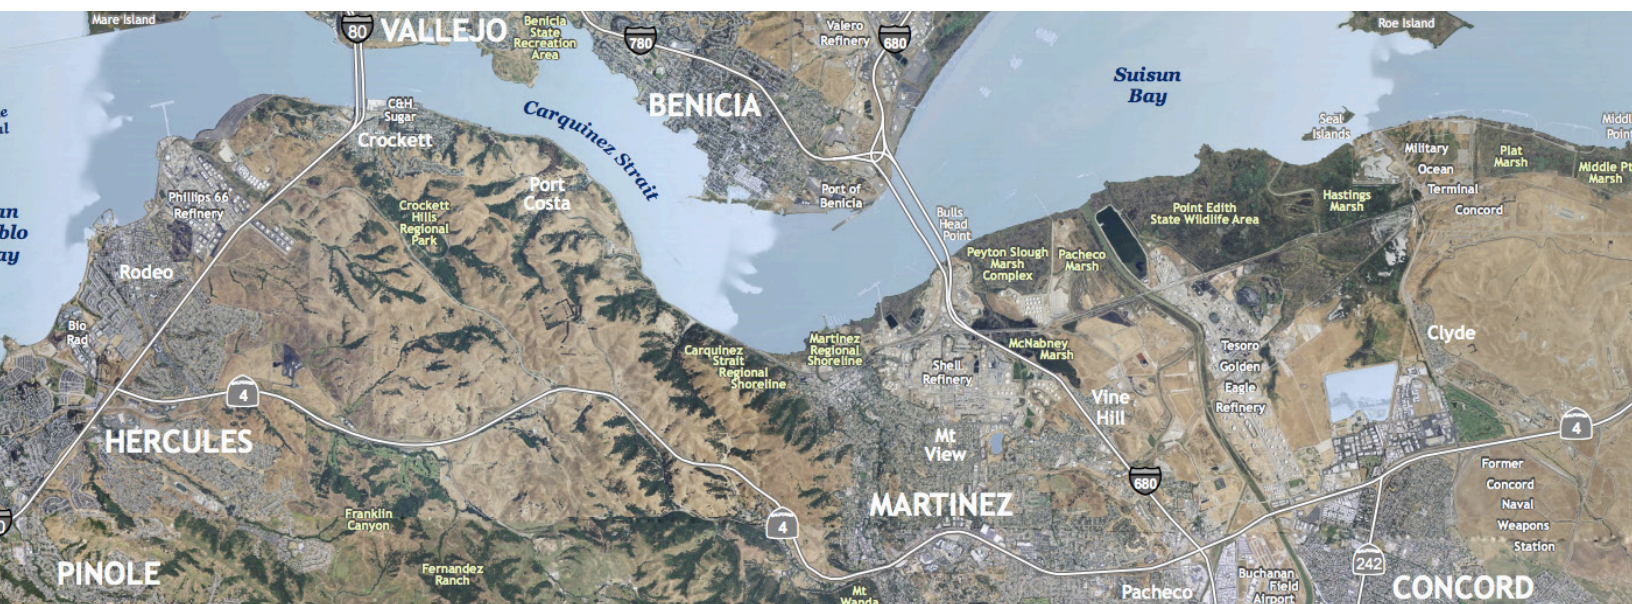 Mare Island
80
VALLEJO
Benicia
State
Recreation
Area
780
Valero
Refinery
680
Roe Island
Suisun
Bay
BENICIA
C&H
Sugar
Crockett
Carquinez Strait
Seal
Islands
Military
Ocean
Terminal
Concord
Plat
Marsh
Middle Pt
Marsh
Port
Costa
Phillips 66
Refinery
Crockett
Hills
Regional
Park
Port of
Benicia
Bulls
Head
Point
Hastings
Marsh
Point Edith
State Wildlife Area
Peyton Slough
Marsh
Complex
Pacheco
Marsh
Rodeo
Bio
Rad
Carquinez
Strait
Regional
Shoreline
Martinez
Regional
Shoreline
McNabney
Marsh
Shell
Refinery
Tesoro
Golden
Eagle
Refinery
Clyde
4
HERCULES
Vine
Hill
Mt
View
4
680
MARTINEZ
Former
Concord
Naval
Weapons
Station
Franklin
Canyon
4
PINOLE
Fernandez
Ranch
Mt
Wanda
Pacheco
Buchanan
Field
Airport
242
CONCORD